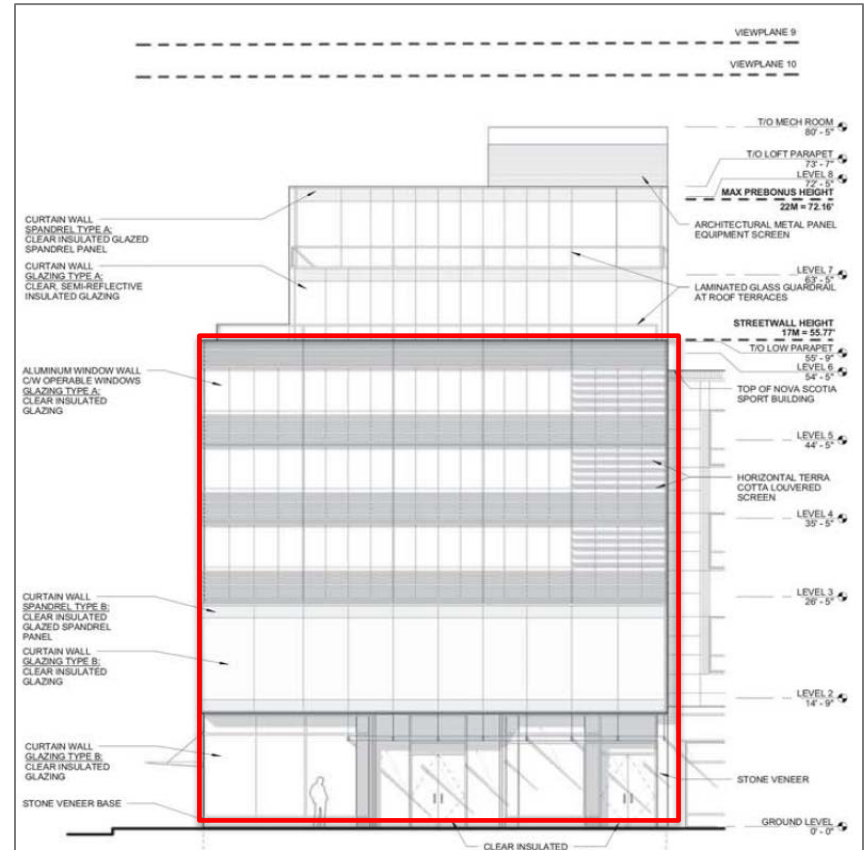 VIEWPLANE 9
VIEWPLANE 10
T/O MECH ROOM
80' - 5"
T/O LOFT PARAPET
73' - 7"
LEVEL 8
72' - 5"
MAX PREBONUS HEIGHT
22M = 72.16'
ARCHITECTURAL METAL PANEL
EQUIPMENT SCREEN
LEVEL 7
63' - 5"
LAMINATED GLASS GUARDRAIL
AT ROOF TERRACES
STREETWALL HEIGHT
17M = 55.77'
T/O LOW PARAPET
55' - 9"
LEVEL 6
54' - 5"
TOP OF NOVA SCOTIA
SPORT BUILDING
LEVEL 5
44' - 5"
HORIZONTAL TERRA
COTTA LOUVERED
SCREEN
LEVEL 4
35' - 5"
LEVEL 3
26' - 5"
LEVEL 2
14' - 9"
STONE VENEER
GROUND LEVEL
0' - 0"
CURTAIN WALL
SPANDREL TYPE A:
CLEAR INSULATED GLAZED
SPANDREL PANEL
CURTAIN WALL
GLAZING TYPE A:
CLEAR, SEMI-REFLECTIVE
INSULATED GLAZING
ALUMINUM WINDOW WALL
C/W OPERABLE WINDOWS
GLAZING TYPE A:
CLEAR INSULATED
GLAZING
CURTAIN WALL
SPANDREL TYPE B:
CLEAR INSULATED
GLAZED SPANDREL
PANEL
CURTAIN WALL
GLAZING TYPE B:
CLEAR INSULATED
GLAZING
CURTAIN WALL
GLAZING TYPE B:
CLEAR INSULATED
GLAZING
STONE VENEER BASE
CLEAR INSULATED